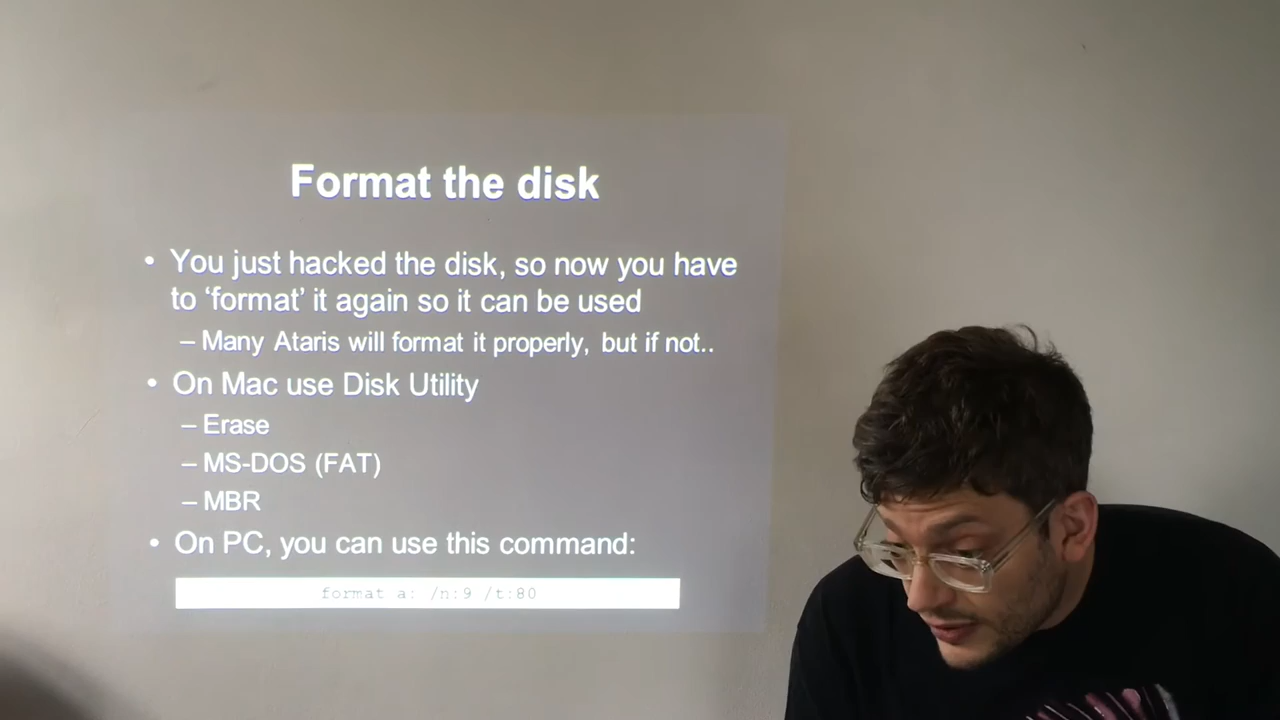 Format the disk
• You just hacked the disk, so now you have
to ‘format’ it again so it can be used
– Many Ataris will format it properly, but if not..
• On Mac use Disk Utility
– Erase
– MS-DOS (FAT)
– MBR
• On PC, you can use this command:
format a: /n:9 /t:80